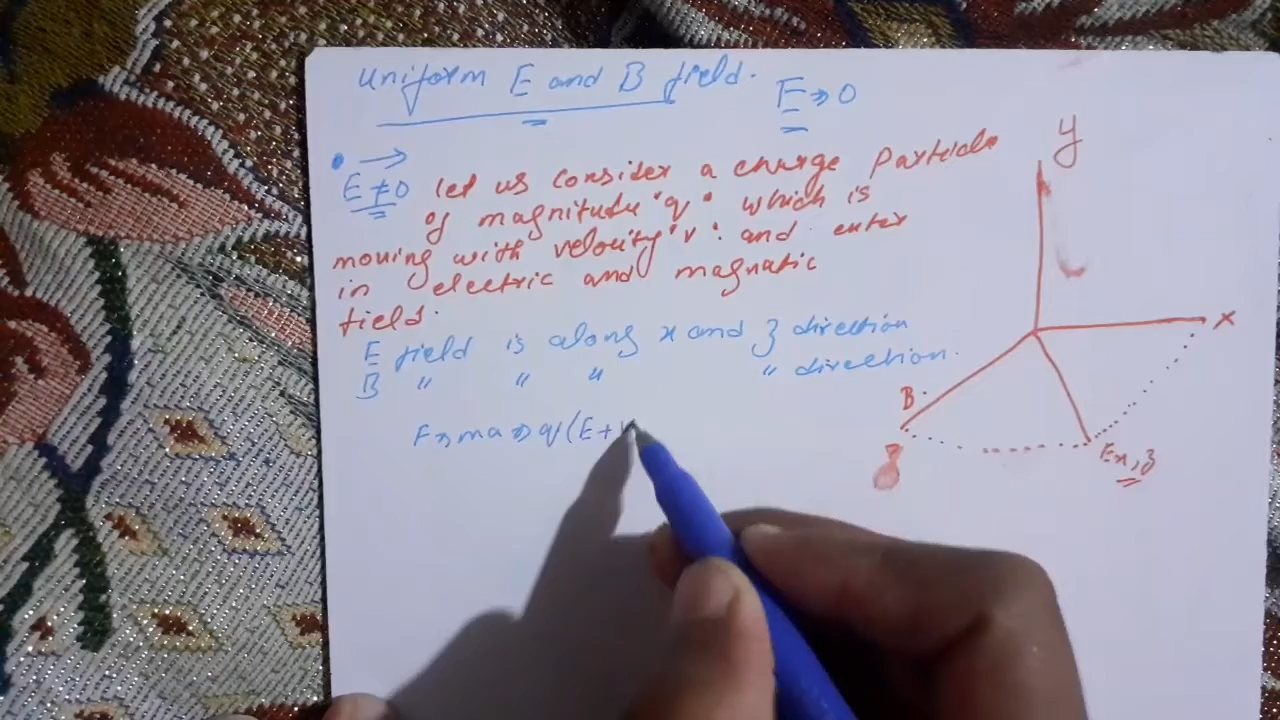 Uniform E and B field.
E => 0
E ≠ 0 let us consider a charge Particle
of magnitude "q" which is
moving with velocity "v". and enter
in electric and magnatic
field.
E field is along x and z direction
B " " " " direction.
F = ma => q(E+V
y
x
B.
z
Ex,z